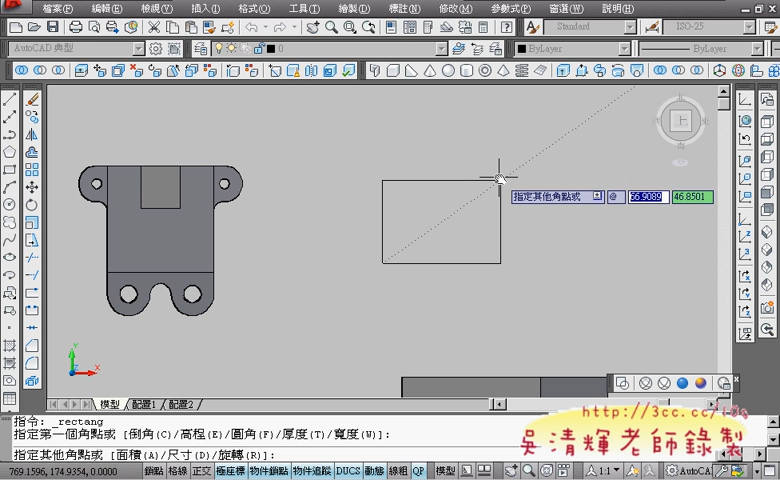 檔案(F) 編輯(E) 檢視(V) 插入(I) 格式(O) 工具(T) 繪製(D) 標註(N) 修改(M) 參數式(P) 視窗(W) 說明(H)
Standard ISO-25
AutoCAD 典型 0 ByLayer ByLayer
上
南
指定其他角點或 @ 66.9089 46.8501
Y
X
模型 配置1 配置2
指令: _rectang
指定第一個角點或 [倒角(C)/高程(E)/圓角(F)/厚度(T)/寬度(W)]:
指定其他角點或 [面積(A)/尺寸(D)/旋轉(R)]:
http://3cc.cc/10g
吳清輝老師錄製
769.1596, 174.9354, 0.0000 鎖點 格線 正交 極座標 物件鎖點 物件追蹤 DUCS 動態 線粗 QP 模型 1:1 AutoCA